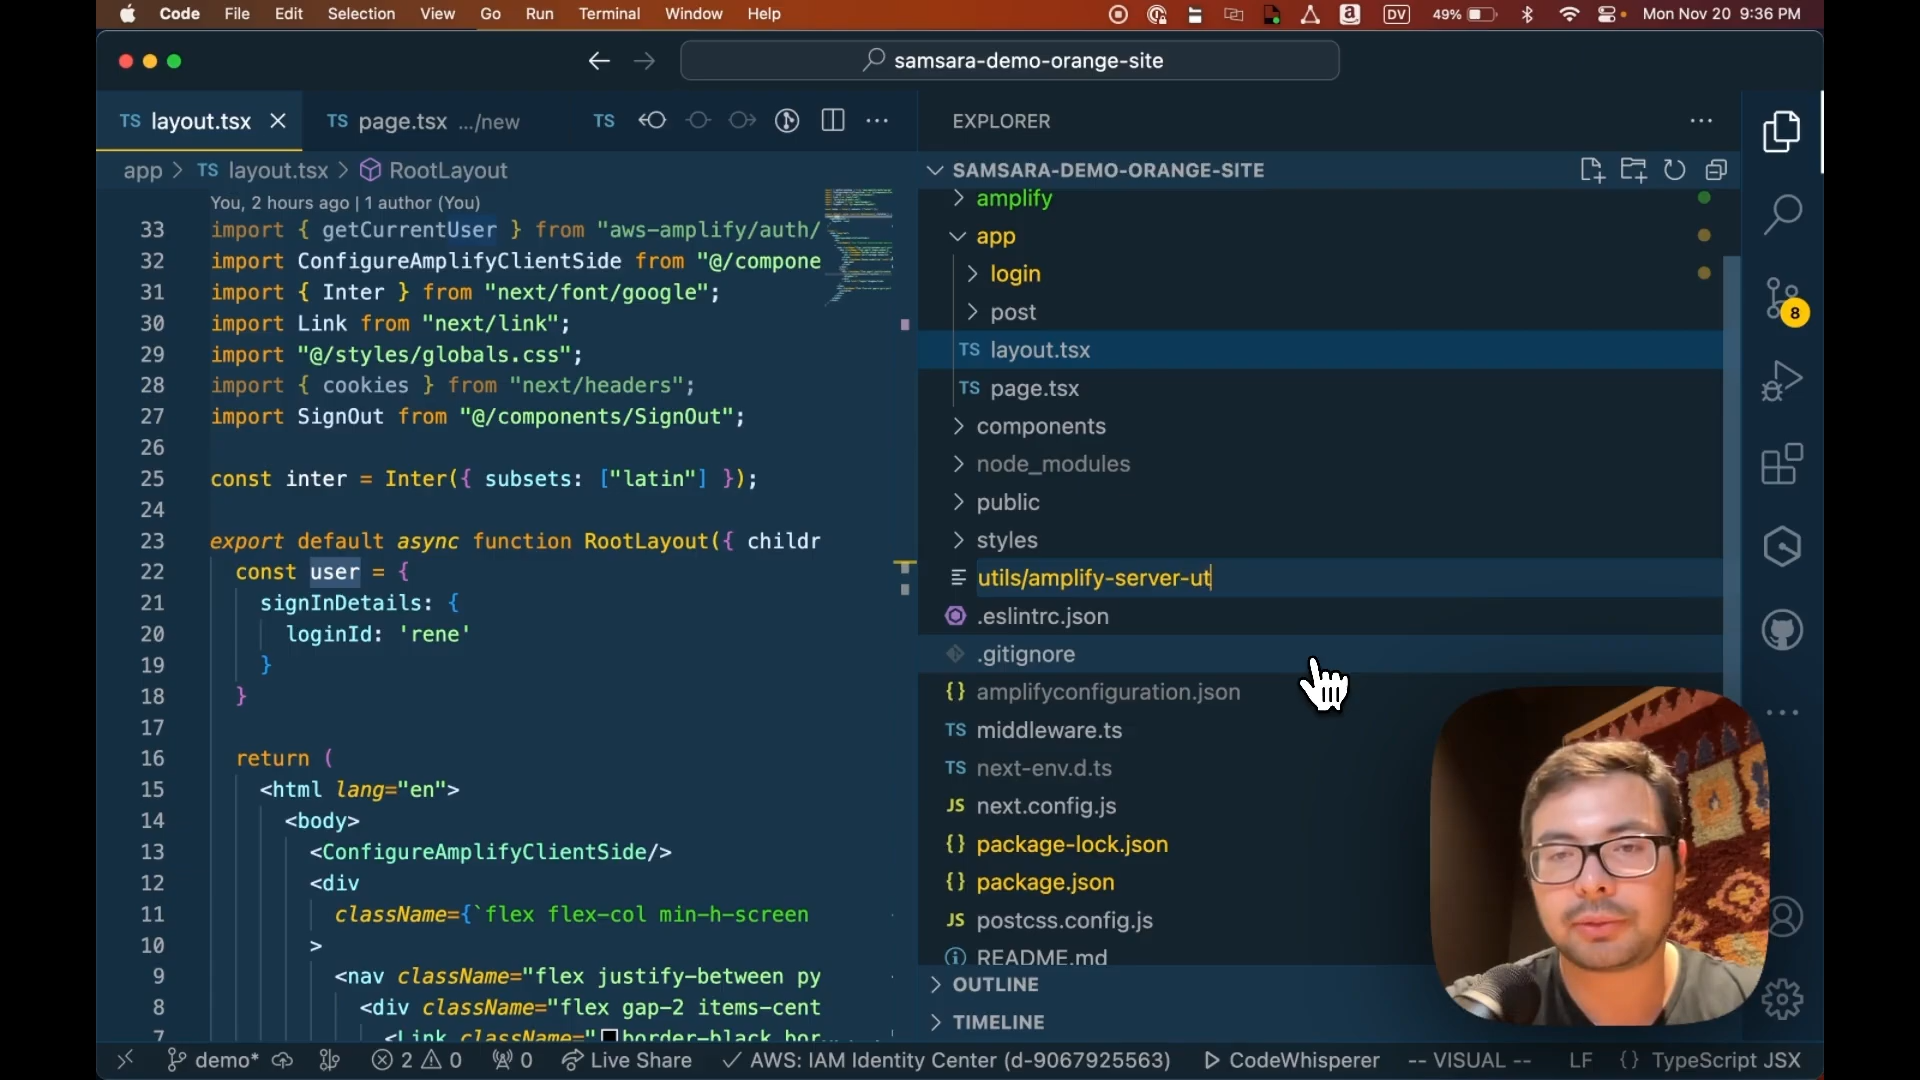 Code File Edit Selection View Go Run Terminal Window Help DV 49% Mon Nov 20 9:36 PM
samsara-demo-orange-site
TS layout.tsx TS page.tsx .../new TS
app > TS layout.tsx > RootLayout
You, 2 hours ago | 1 author (You)
33 import { getCurrentUser } from "aws-amplify/auth/
32 import ConfigureAmplifyClientSide from "@/compone
31 import { Inter } from "next/font/google";
30 import Link from "next/link";
29 import "@/styles/globals.css";
28 import { cookies } from "next/headers";
27 import SignOut from "@/components/SignOut";
26
25 const inter = Inter({ subsets: ["latin"] });
24
23 export default async function RootLayout({ childr
22 const user = {
21 signInDetails: {
20 loginId: 'rene'
19 }
18 }
17
16 return (
15 <html lang="en">
14 <body>
13 <ConfigureAmplifyClientSide/>
12 <div
11 className={`flex flex-col min-h-screen
10 >
9 <nav className="flex justify-between py
8 <div className="flex gap-2 items-cent
7 <Link className="border-black bor
EXPLORER
SAMSARA-DEMO-ORANGE-SITE
amplify
app
login
post
TS layout.tsx
TS page.tsx
components
node_modules
public
styles
utils/amplify-server-ut
.eslintrc.json
.gitignore
{} amplifyconfiguration.json
TS middleware.ts
TS next-env.d.ts
JS next.config.js
{} package-lock.json
{} package.json
JS postcss.config.js
README.md
OUTLINE
TIMELINE
8
demo* 2 0 0 Live Share AWS: IAM Identity Center (d-9067925563) CodeWhisperer -- VISUAL -- LF {} TypeScript JSX